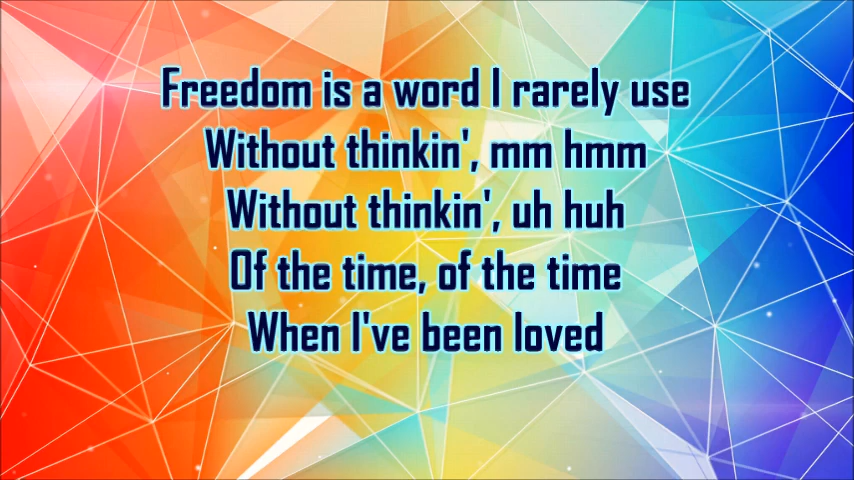 Freedom is a word I rarely use
Without thinkin', mm hmm
Without thinkin', uh huh
Of the time, of the time
When I've been loved